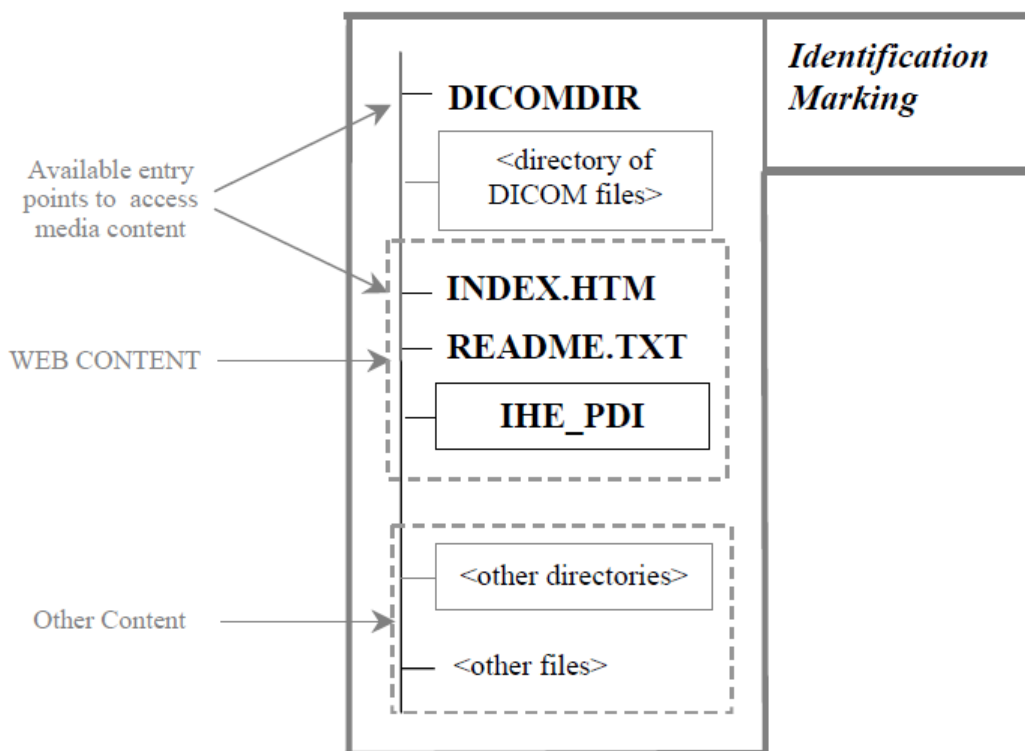 Identification
Marking
DICOMDIR
<directory of
DICOM files>
Available entry
points to access
media content
INDEX.HTM
README.TXT
WEB CONTENT
IHE_PDI
<other directories>
Other Content
<other files>